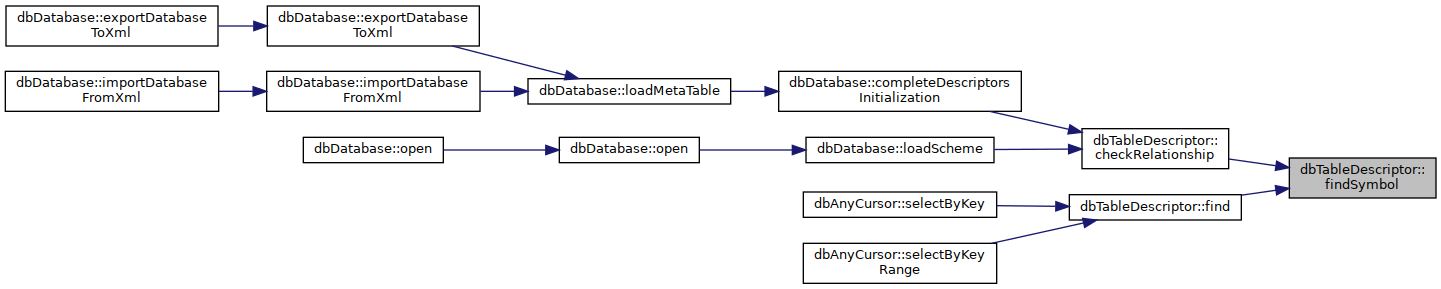 dbDatabase::exportDatabase
ToXml
dbDatabase::exportDatabase
ToXml
dbDatabase::importDatabase
FromXml
dbDatabase::importDatabase
FromXml
dbDatabase::loadMetaTable
dbDatabase::completeDescriptors
Initialization
dbDatabase::open
dbDatabase::open
dbDatabase::loadScheme
dbTableDescriptor::
checkRelationship
dbTableDescriptor::
findSymbol
dbAnyCursor::selectByKey
dbTableDescriptor::find
dbAnyCursor::selectByKey
Range